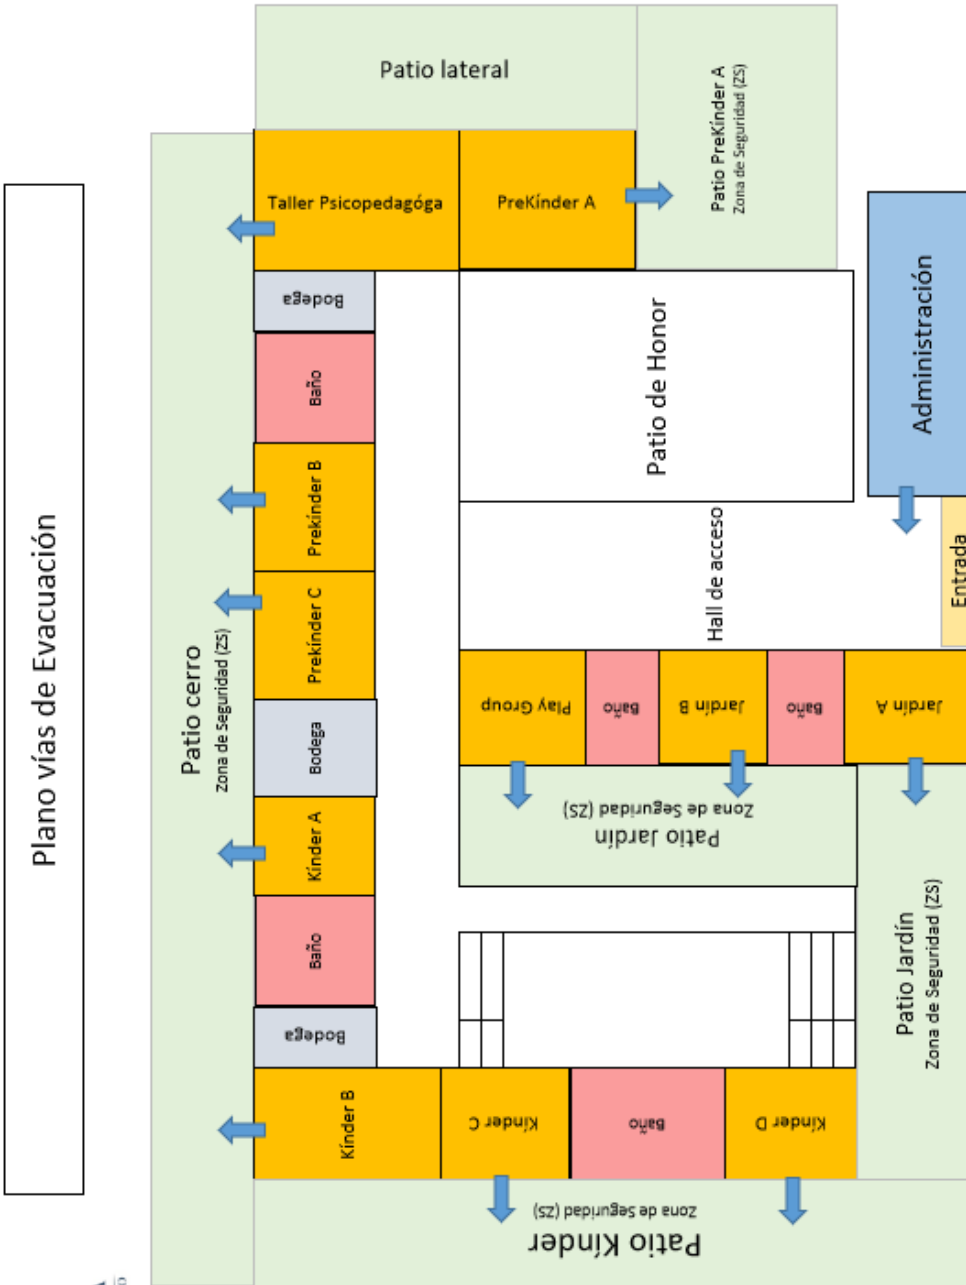 Plano vías de Evacuación
Patio lateral
Patio PreKínder A
Zona de Seguridad (ZS)
Taller Psicopedagóga
PreKínder A
Bodega
Baño
Prekínder B
Prekínder C
Bodega
Kínder A
Baño
Bodega
Kínder B
Patio cerro
Zona de Seguridad (ZS)
Patio de Honor
Administración
Hall de acceso
Entrada
Play Group
Baño
Jardín B
Baño
Jardín A
Patio Jardín
Zona de Seguridad (ZS)
Patio Jardín
Zona de Seguridad (ZS)
Kínder C
Baño
Kínder D
Patio Kínder
Zona de Seguridad (ZS)